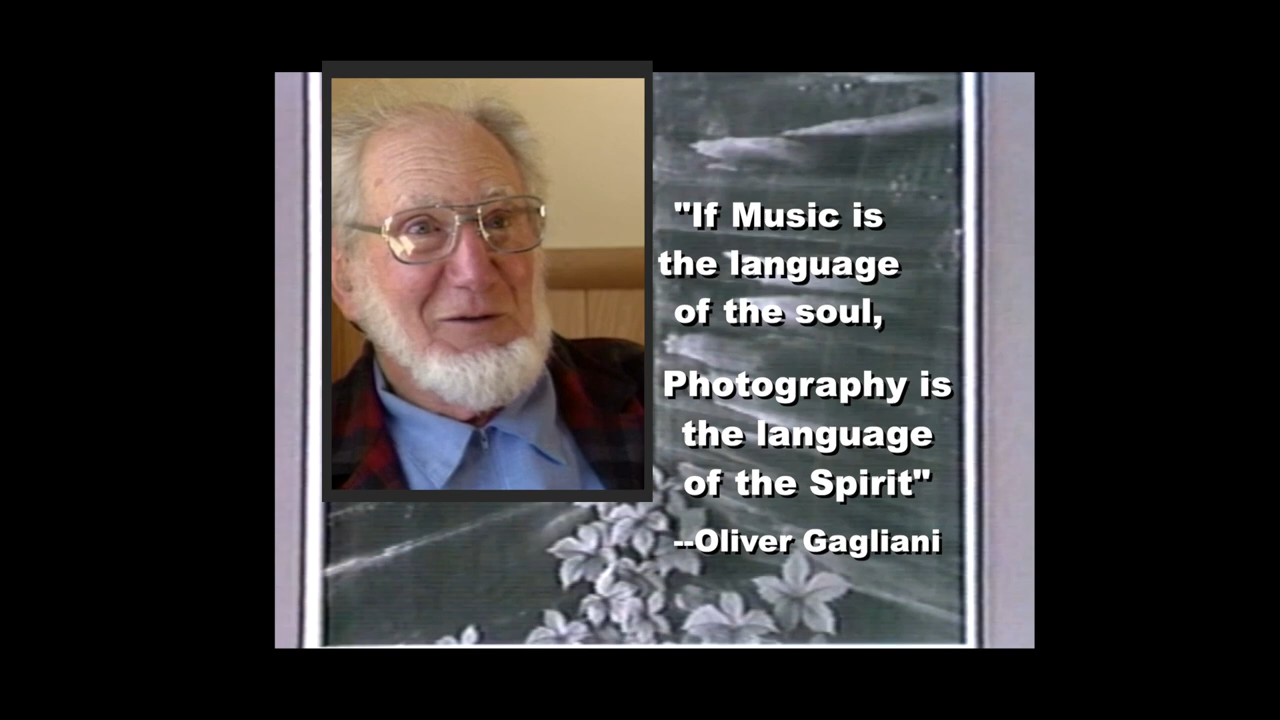 "If Music is
the language
of the soul,
Photography is
the language
of the Spirit"
--Oliver Gagliani